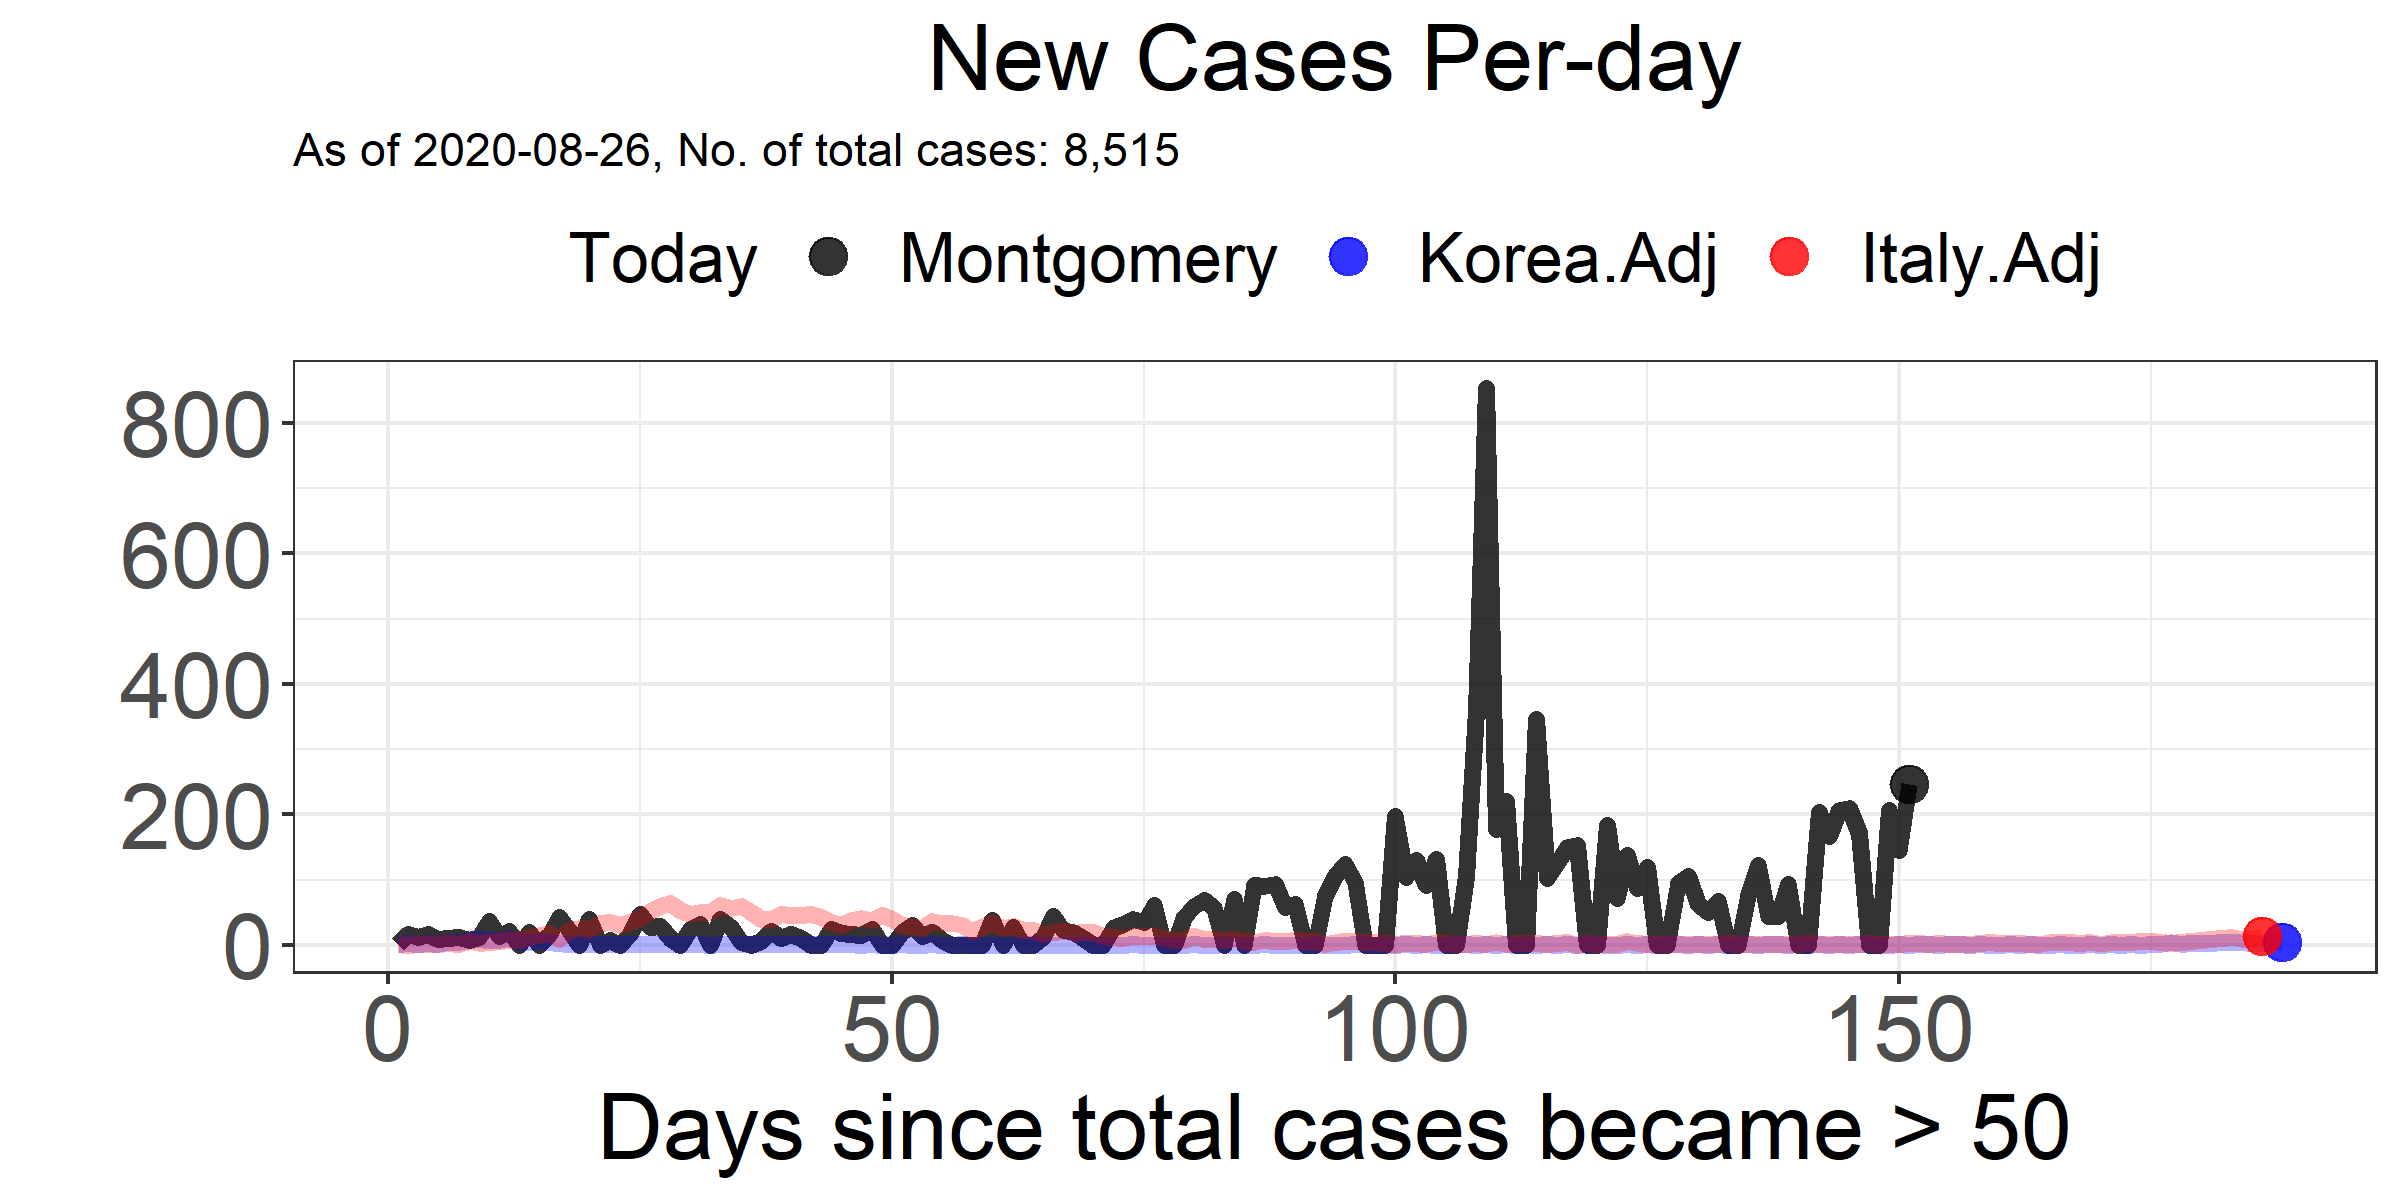 New Cases Per-day
As of 2020-08-26, No. of total cases: 8,515
Today Montgomery Korea.Adj Italy.Adj
800
600
400
200
0
0 50 100 150
Days since total cases became > 50